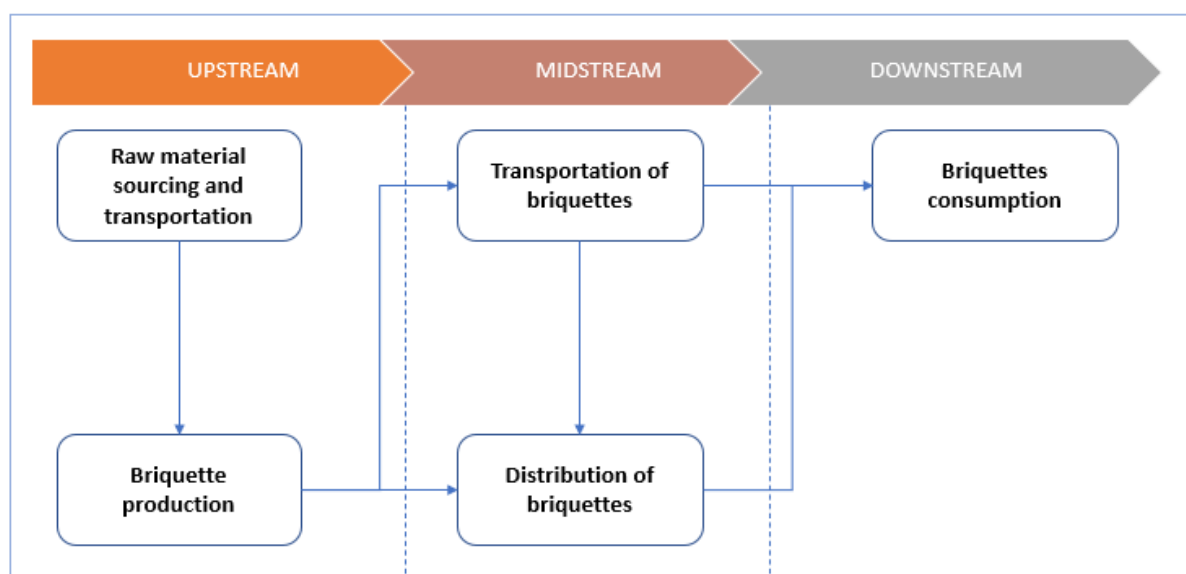 UPSTREAM
MIDSTREAM
DOWNSTREAM
Raw material
sourcing and
transportation
Transportation of
briquettes
Briquettes
consumption
Briquette
production
Distribution of
briquettes